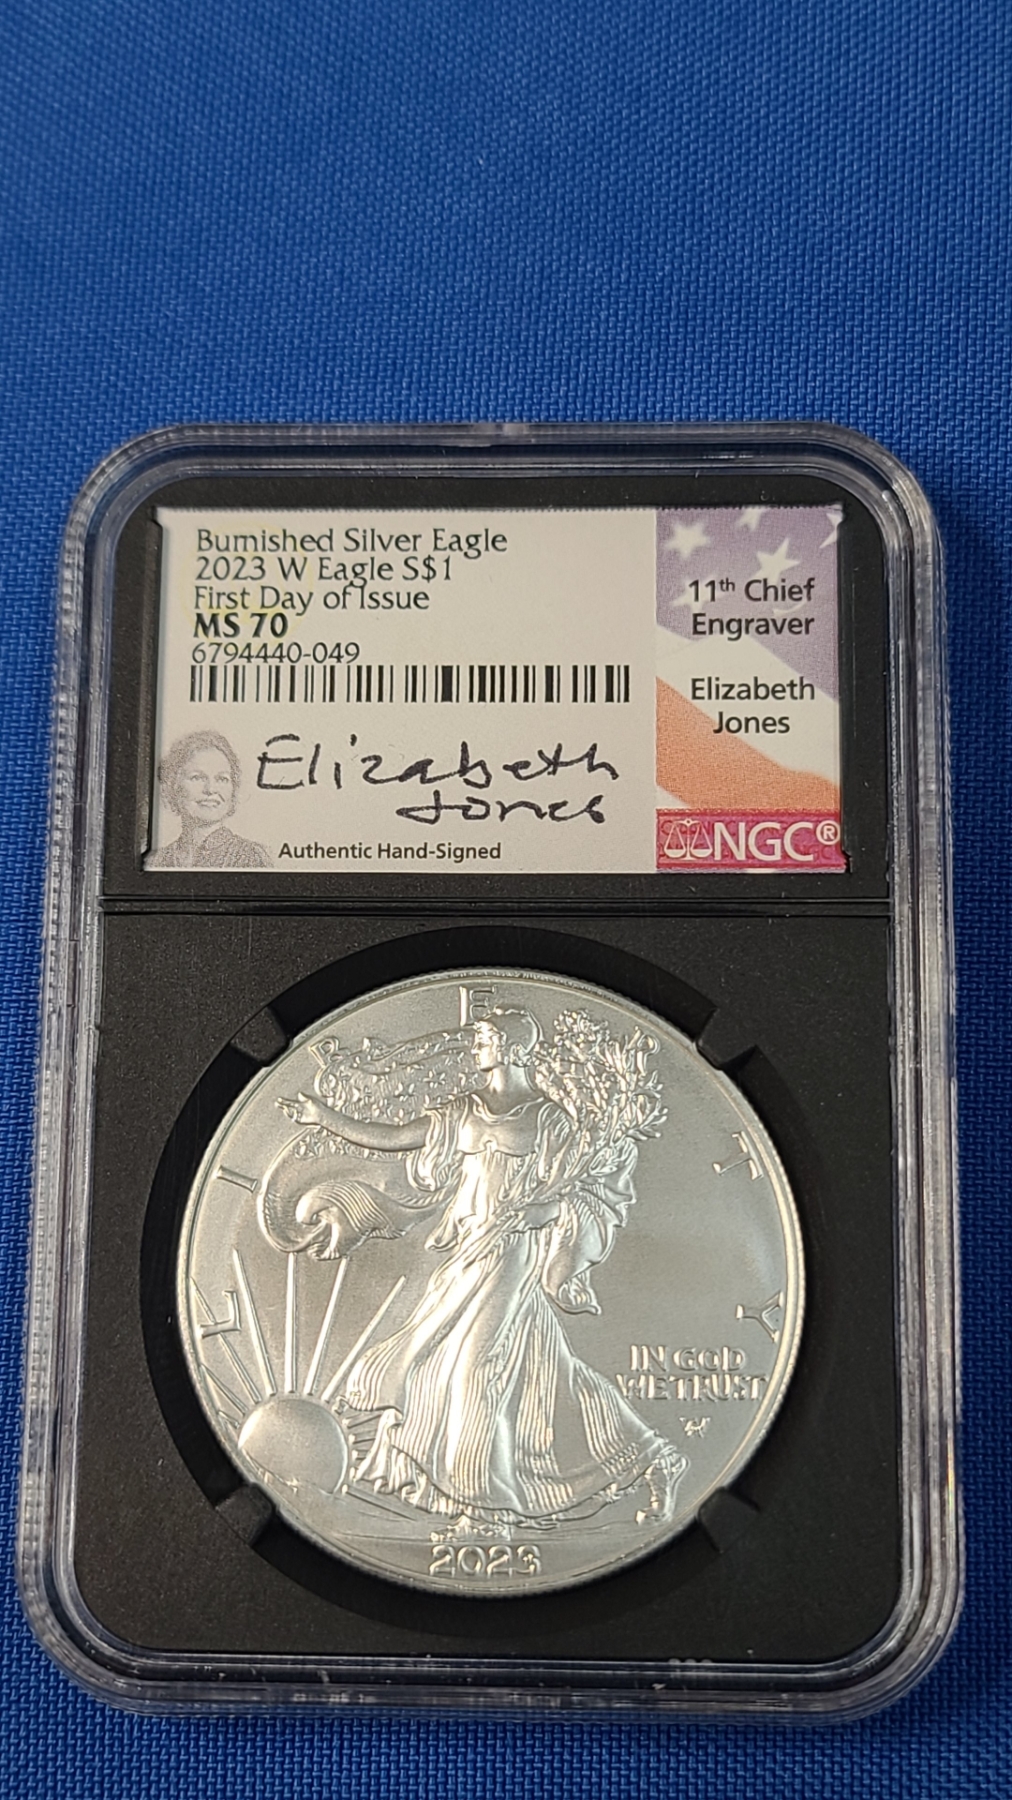 Burnished Silver Eagle
2023 W Eagle S$1
First Day of Issue
MS 70
6794440-049
Elizabeth
Jones
Authentic Hand-Signed
11th Chief
Engraver
Elizabeth
Jones
NGC®
LIBERTY
IN GOD
WE TRUST
2023